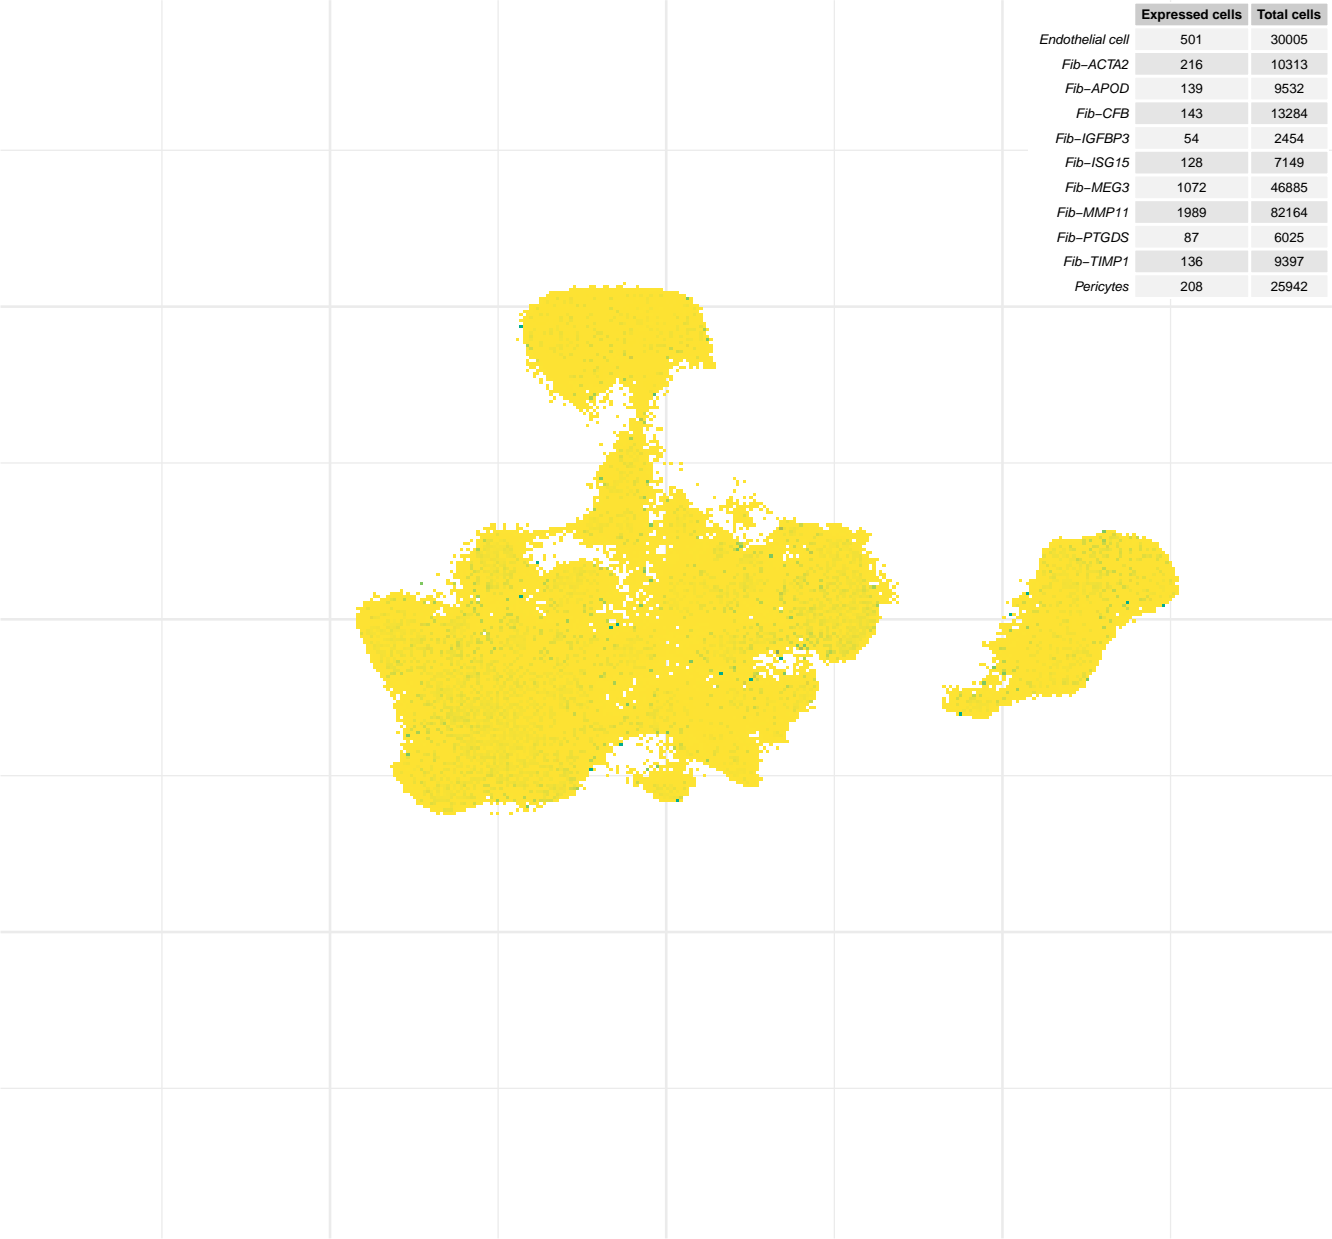 Expressed cells Total cells
Endothelial cell 501 30005
Fib−ACTA2 216 10313
Fib−APOD 139 9532
Fib−CFB 143 13284
Fib−IGFBP3 54 2454
Fib−ISG15 128 7149
Fib−MEG3 1072 46885
Fib−MMP11 1989 82164
Fib−PTGDS 87 6025
Fib−TIMP1 136 9397
Pericytes 208 25942